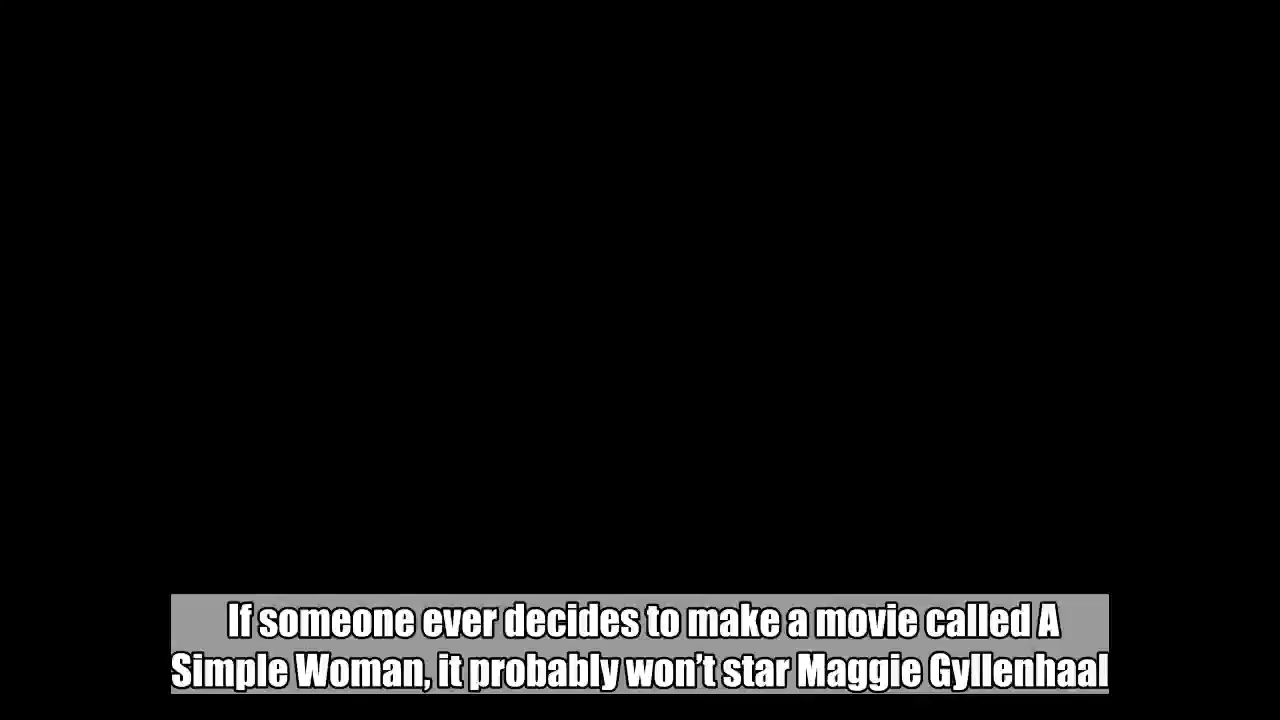 If someone ever decides to make a movie called A
Simple Woman, it probably won’t star Maggie Gyllenhaal